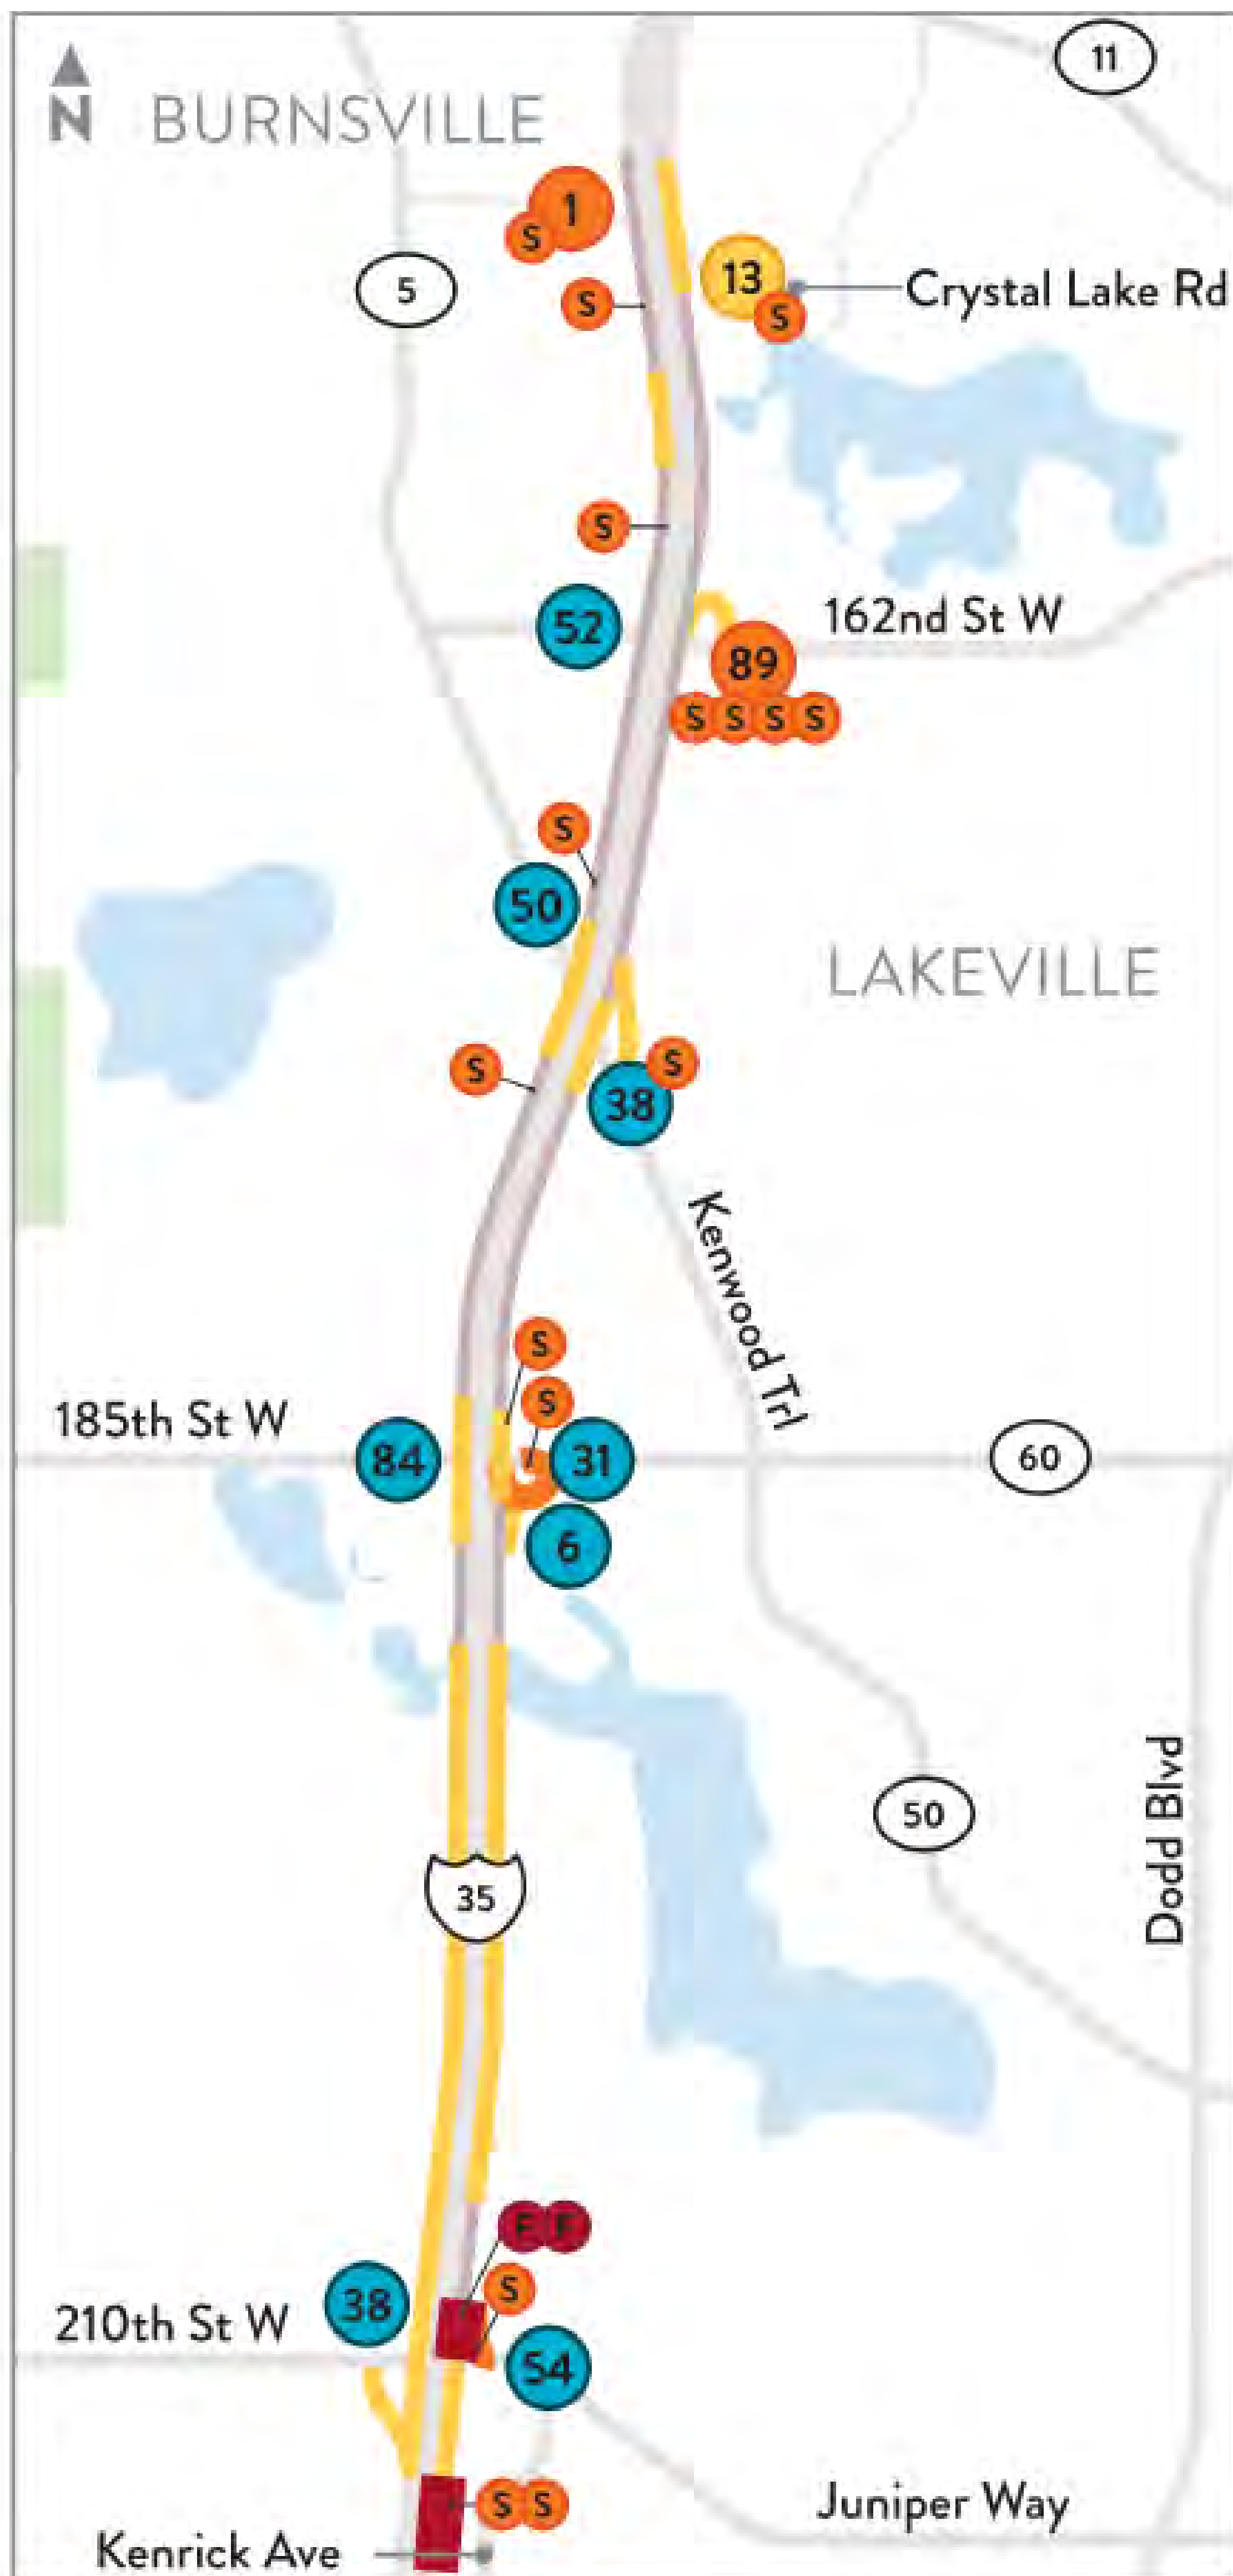 11
N
BURNSVILLE
1
S
5
S
13
Crystal Lake Rd
S
S
52
162nd St W
89
S S S S
S
50
LAKEVILLE
S
S
38
Kenwood Trl
S
S
185th St W
84
31
60
6
50
Dodd Blvd
35
F F
S
38
210th St W
54
S S
Juniper Way
Kenrick Ave